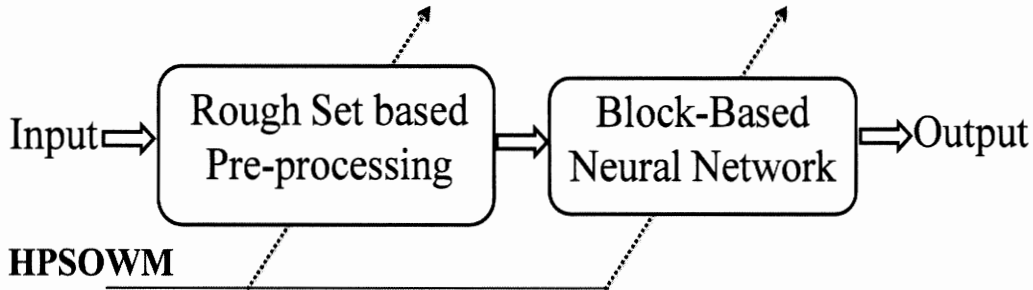 Input
Rough Set based
Pre-processing
Block-Based
Neural Network
Output
HPSOWM